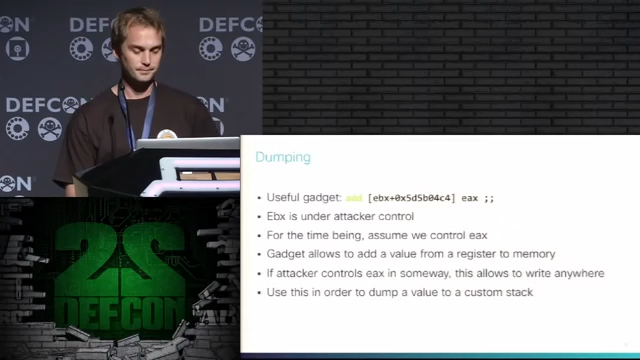 DEFCON
DEFCON
DEFCON
Dumping
• Useful gadget: add [ebx+0x5d5b04c4] eax ;;
• Ebx is under attacker control
• For the time being, assume we control eax
• Gadget allows to add a value from a register to memory
• If attacker controls eax in someway, this allows to write anywhere
• Use this in order to dump a value to a custom stack
DEFCON